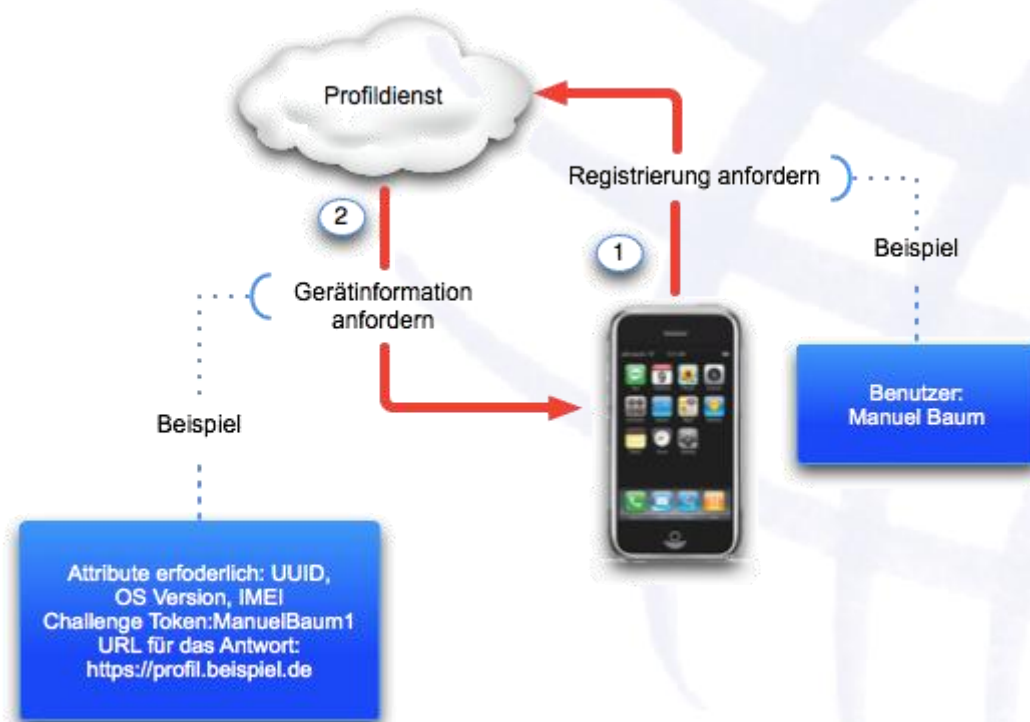 Profildienst
Registrierung anfordern
2
1
Beispiel
Gerätinformation
anfordern
Benutzer:
Manuel Baum
Beispiel
Attribute erfoderlich: UUID,
OS Version, IMEI
Challenge Token:ManuelBaum1
URL für das Antwort:
https://profil.beispiel.de